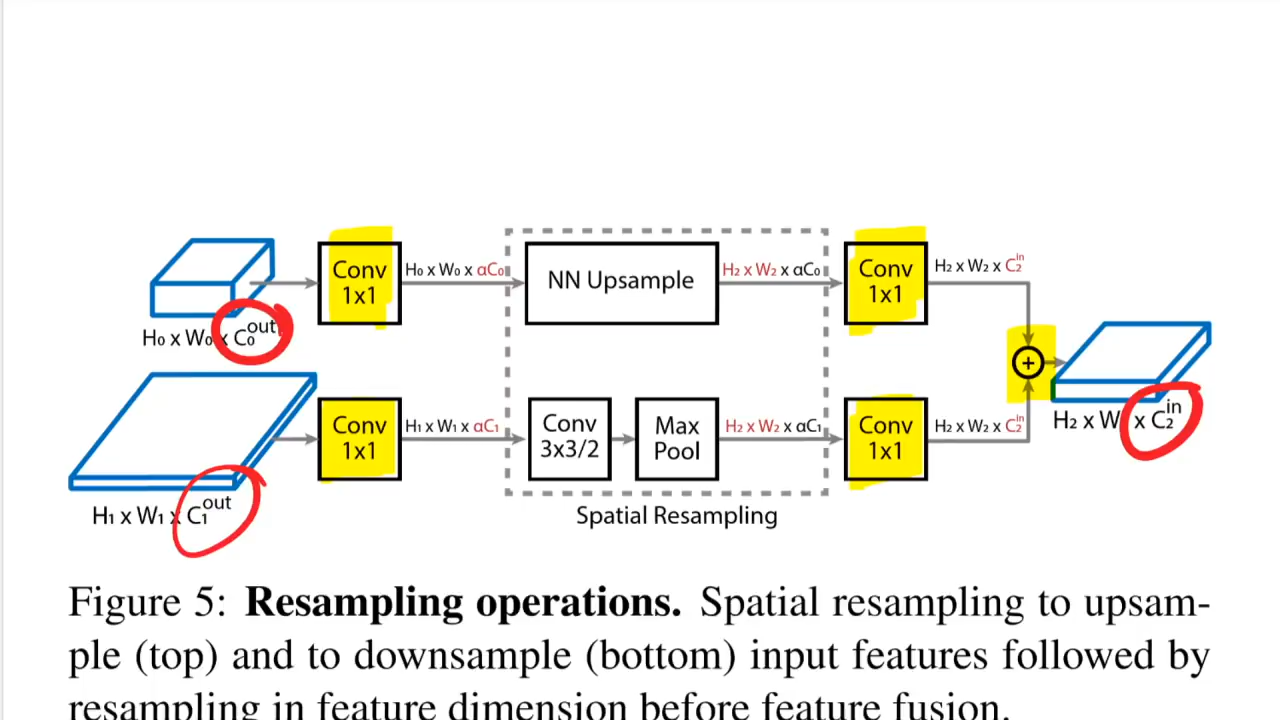 Conv 1x1
H₀ x W₀ x αC₀
NN Upsample
H₂ x W₂ x αC₀
Conv 1x1
H₂ x W₂ x C₂ⁱⁿ
H₀ x W₀ x C₀ᵒᵘᵗ
+
Conv 1x1
H₁ x W₁ x αC₁
Conv 3x3/2
Max Pool
H₂ x W₂ x αC₁
Conv 1x1
H₂ x W₂ x C₂ⁱⁿ
H₂ x W x C₂ⁱⁿ
H₁ x W₁ x C₁ᵒᵘᵗ
Spatial Resampling
Figure 5: Resampling operations. Spatial resampling to upsam-
ple (top) and to downsample (bottom) input features followed by
resampling in feature dimension before feature fusion.